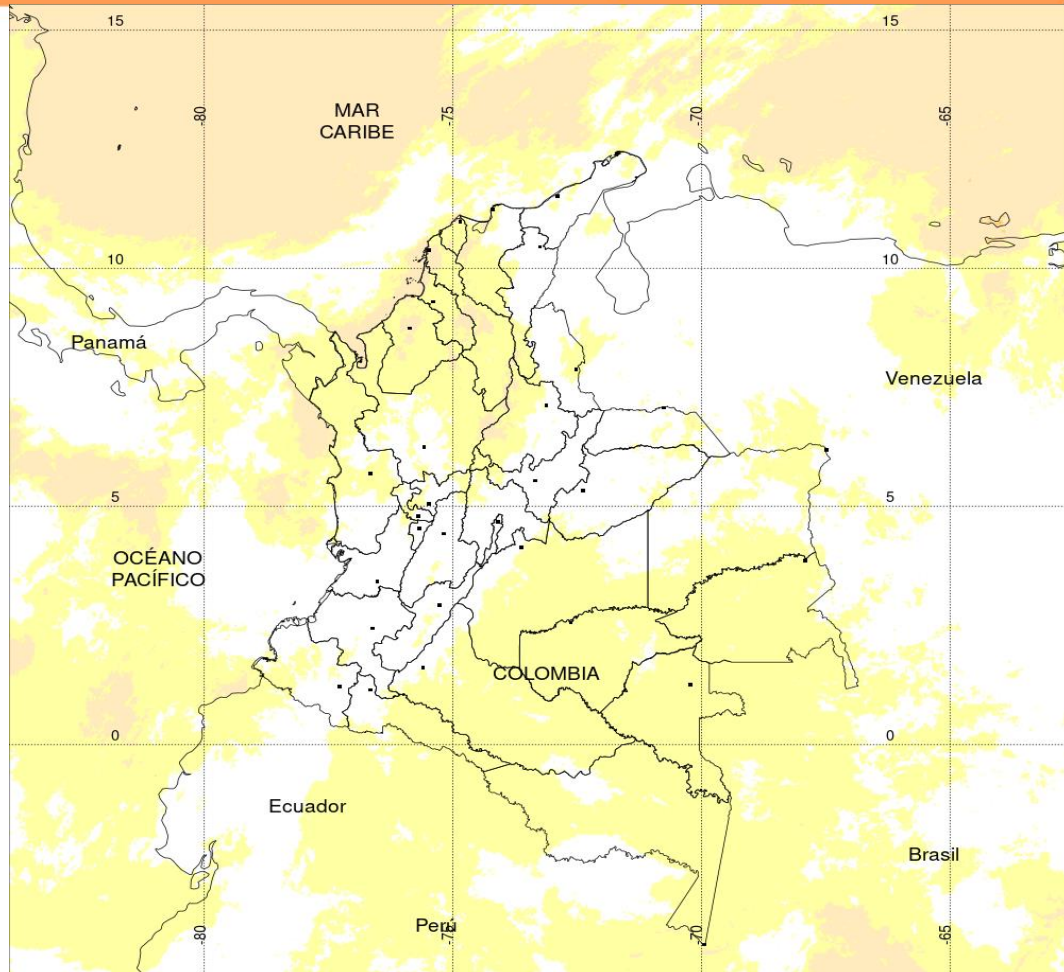 15
15
-80
-75
-70
-65
MAR
CARIBE
10
10
Panamá
Venezuela
5
5
OCÉANO
PACÍFICO
COLOMBIA
0
0
Ecuador
Brasil
Perú
-80
-75
-70
-65